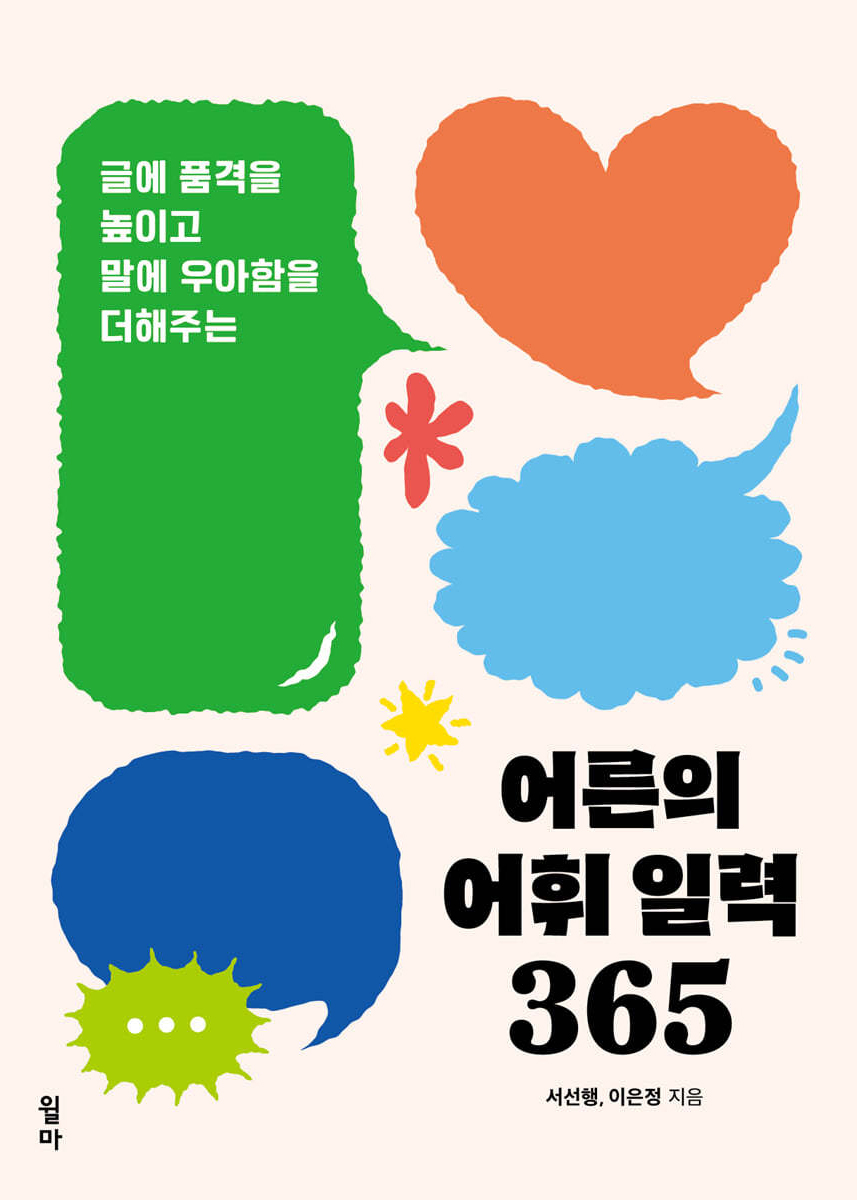 글에 품격을
높이고
말에 우아함을
더해주는
어른의
어휘 일력
365
서선행, 이은정 지음
윌
마